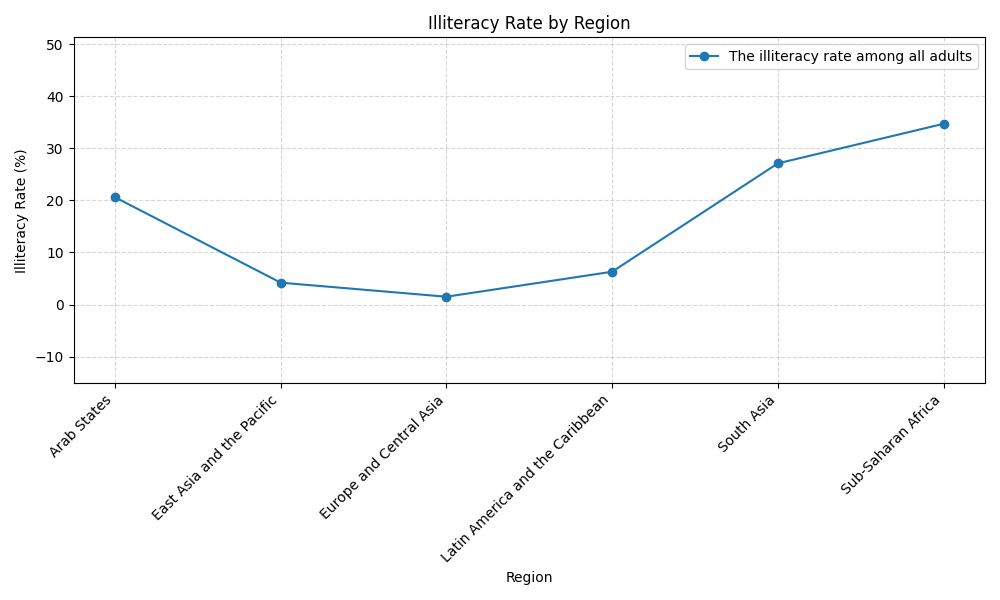 Illiteracy Rate by Region
The illiteracy rate among all adults
Illiteracy Rate (%)
50
40
30
20
10
0
−10
Arab States
East Asia and the Pacific
Europe and Central Asia
Latin America and the Caribbean
South Asia
Sub-Saharan Africa
Region